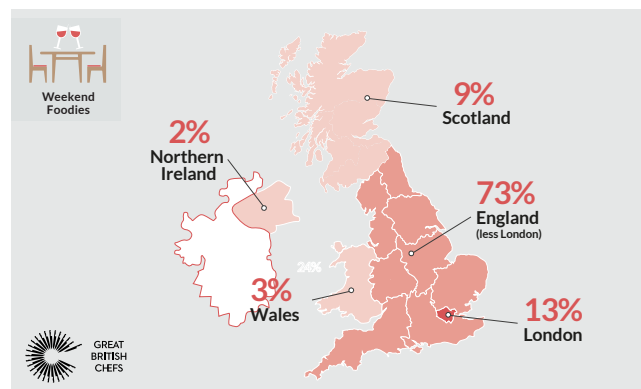 Weekend
Foodies
9%
Scotland
2%
Northern
Ireland
73%
England
(less London)
24%
3%
Wales
13%
London
GREAT
BRITISH
CHEFS